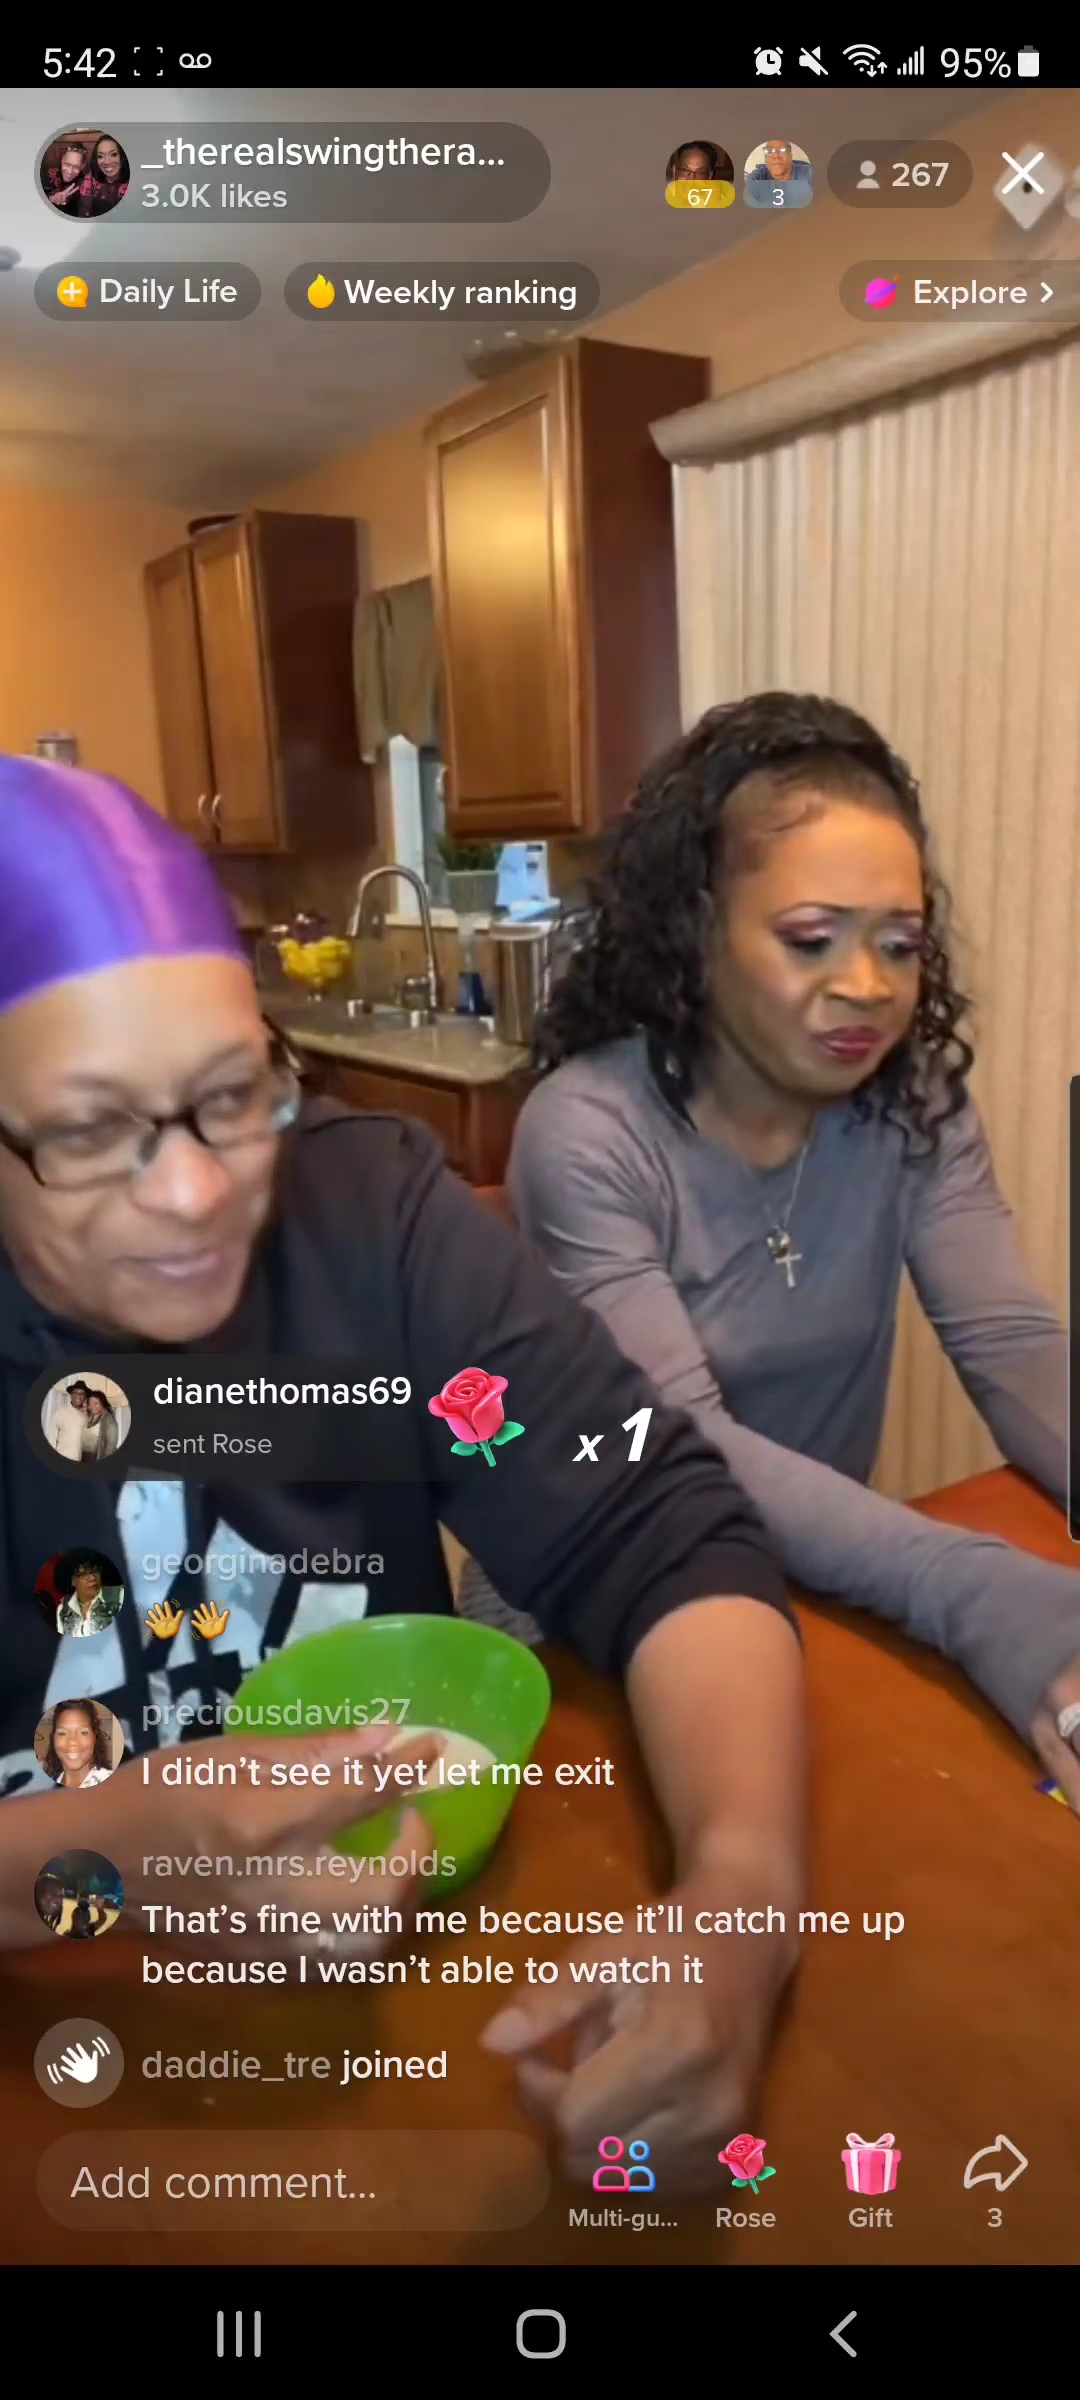 5:42
95%
_therealswingthera...
3.0K likes
67
3
267
Daily Life
Weekly ranking
Explore
dianethomas69
sent Rose
x 1
georginadebra
👋👋
preciousdavis27
I didn't see it yet let me exit
raven.mrs.reynolds
That's fine with me because it'll catch me up
because I wasn't able to watch it
daddie_tre joined
Add comment...
Multi-gu...
Rose
Gift
3